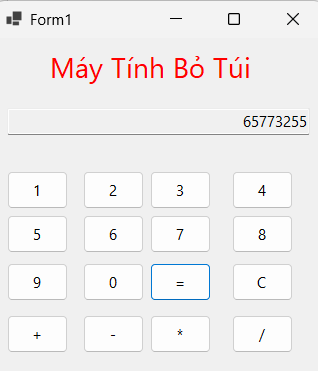 Form1
Máy Tính Bỏ Túi
65773255
1 2 3 4
5 6 7 8
9 0 = C
+ - * /